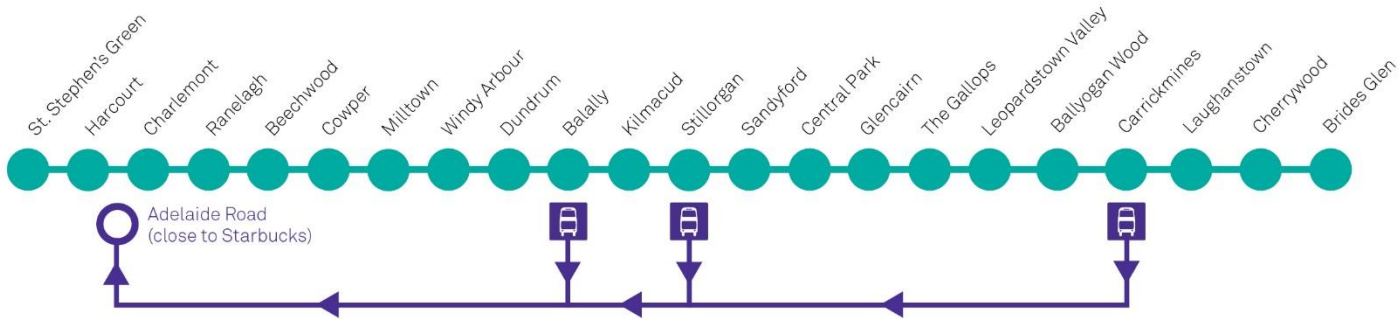 St. Stephen's Green
Harcourt
Charlemont
Ranelagh
Beechwood
Cowper
Milltown
Windy Arbour
Dundrum
Balally
Kilmacud
Stillorgan
Sandyford
Central Park
Glencairn
The Gallops
Leopardstown Valley
Ballyogan Wood
Carrickmines
Laughanstown
Cherrywood
Brides Glen
Adelaide Road
(close to Starbucks)